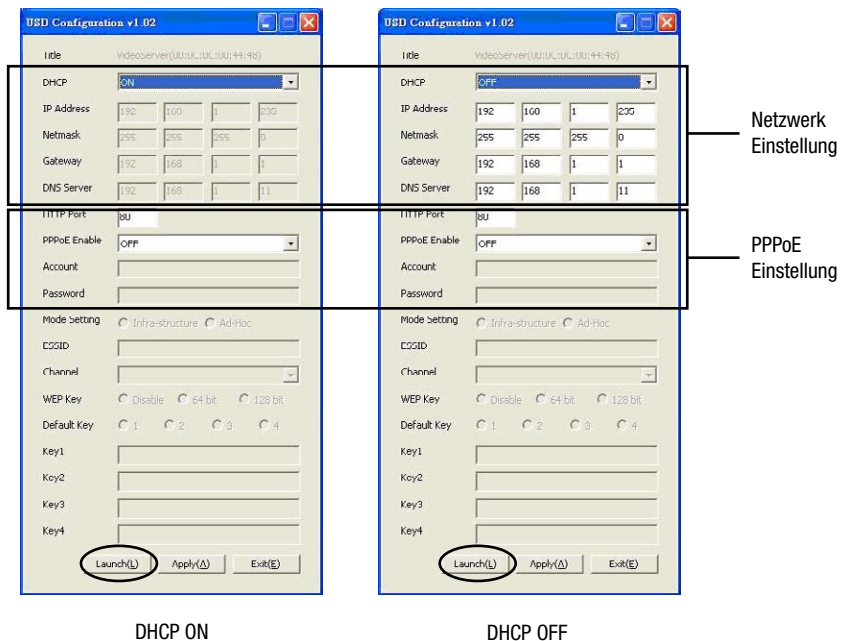 USD Configuration v1.02
Title VideoServer(00:0C:0C:00:44:48)
DHCP ON
IP Address 192 160 1 235
Netmask 255 255 255 0
Gateway 192 168 1 1
DNS Server 192 168 1 11
HTTP Port 80
PPPoE Enable OFF
Account
Password
Mode Setting Infra-structure Ad-Hoc
ESSID
Channel
WEP Key Disable 64 bit 128 bit
Default Key 1 2 3 4
Key1
Key2
Key3
Key4
Launch(L) Apply(A) Exit(E)
DHCP ON
USD Configuration v1.02
Title VideoServer(00:0C:0C:00:44:48)
DHCP OFF
IP Address 192 160 1 235
Netmask 255 255 255 0
Gateway 192 168 1 1
DNS Server 192 168 1 11
HTTP Port 80
PPPoE Enable OFF
Account
Password
Mode Setting Infra-structure Ad-Hoc
ESSID
Channel
WEP Key Disable 64 bit 128 bit
Default Key 1 2 3 4
Key1
Key2
Key3
Key4
Launch(L) Apply(A) Exit(E)
DHCP OFF
Netzwerk
Einstellung
PPPoE
Einstellung